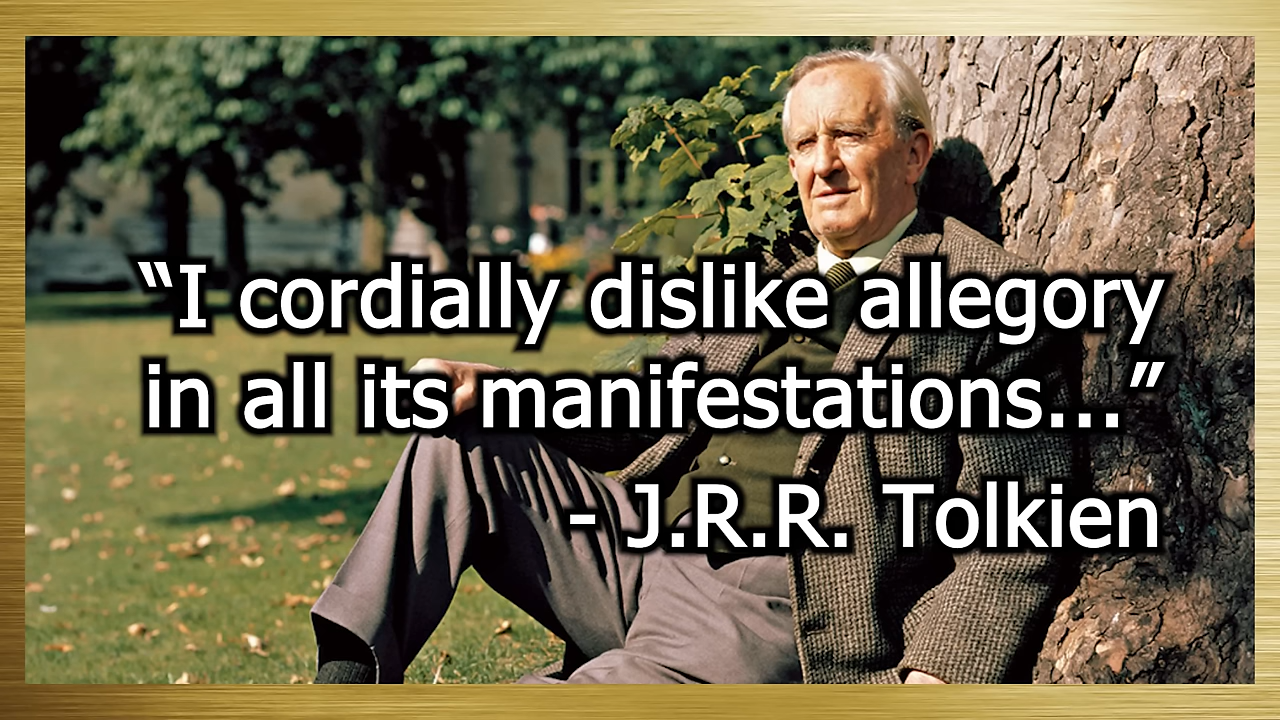 “I cordially dislike allegory
in all its manifestations...”
- J.R.R. Tolkien